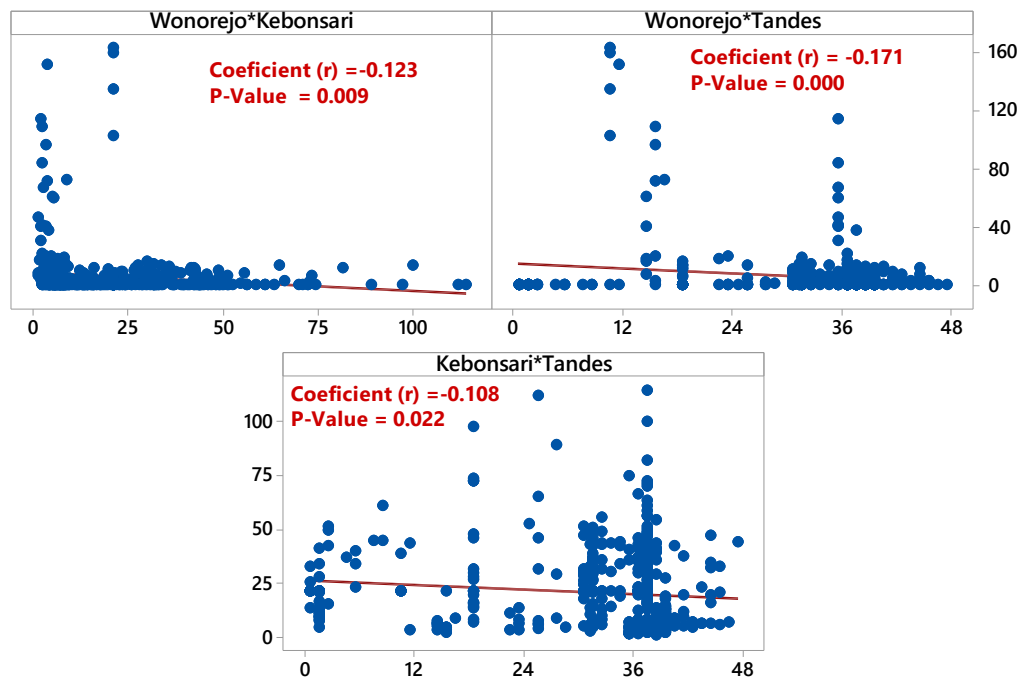 Wonorejo*Kebonsari
Wonorejo*Tandes
Coeficient (r) =-0.123
P-Value  = 0.009
Coeficient (r) = -0.171
P-Value = 0.000
160
120
80
40
0
0 25 50 75 100
0 12 24 36 48
Kebonsari*Tandes
Coeficient (r) =-0.108
P-Value = 0.022
100
75
50
25
0
0 12 24 36 48